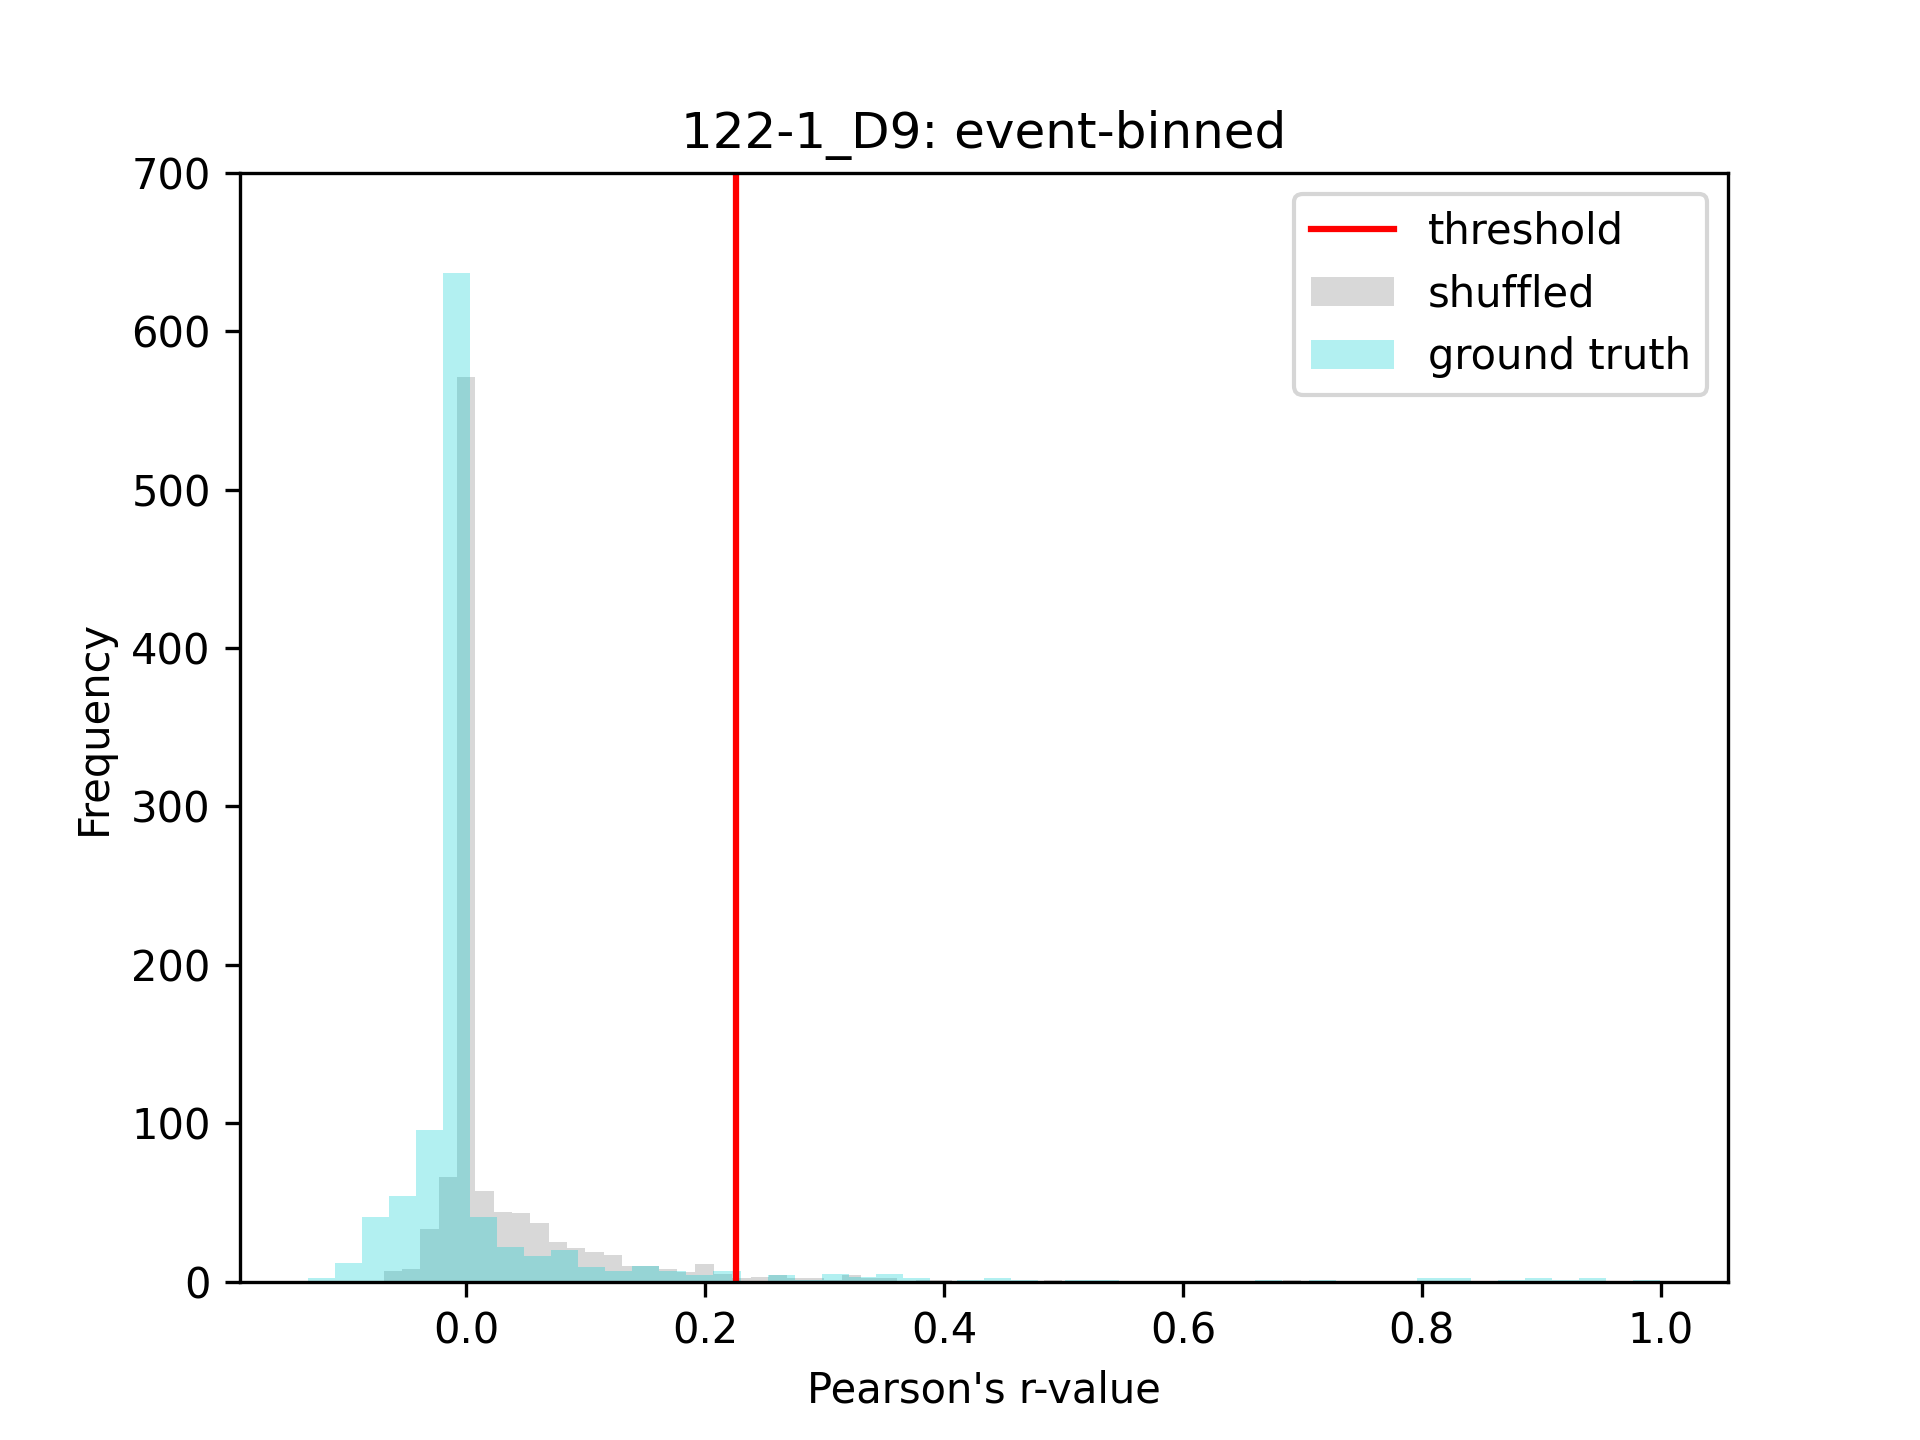 122-1_D9: event-binned
threshold
shuffled
ground truth
700
600
500
400
300
200
100
0
Frequency
0.0 0.2 0.4 0.6 0.8 1.0
Pearson's r-value